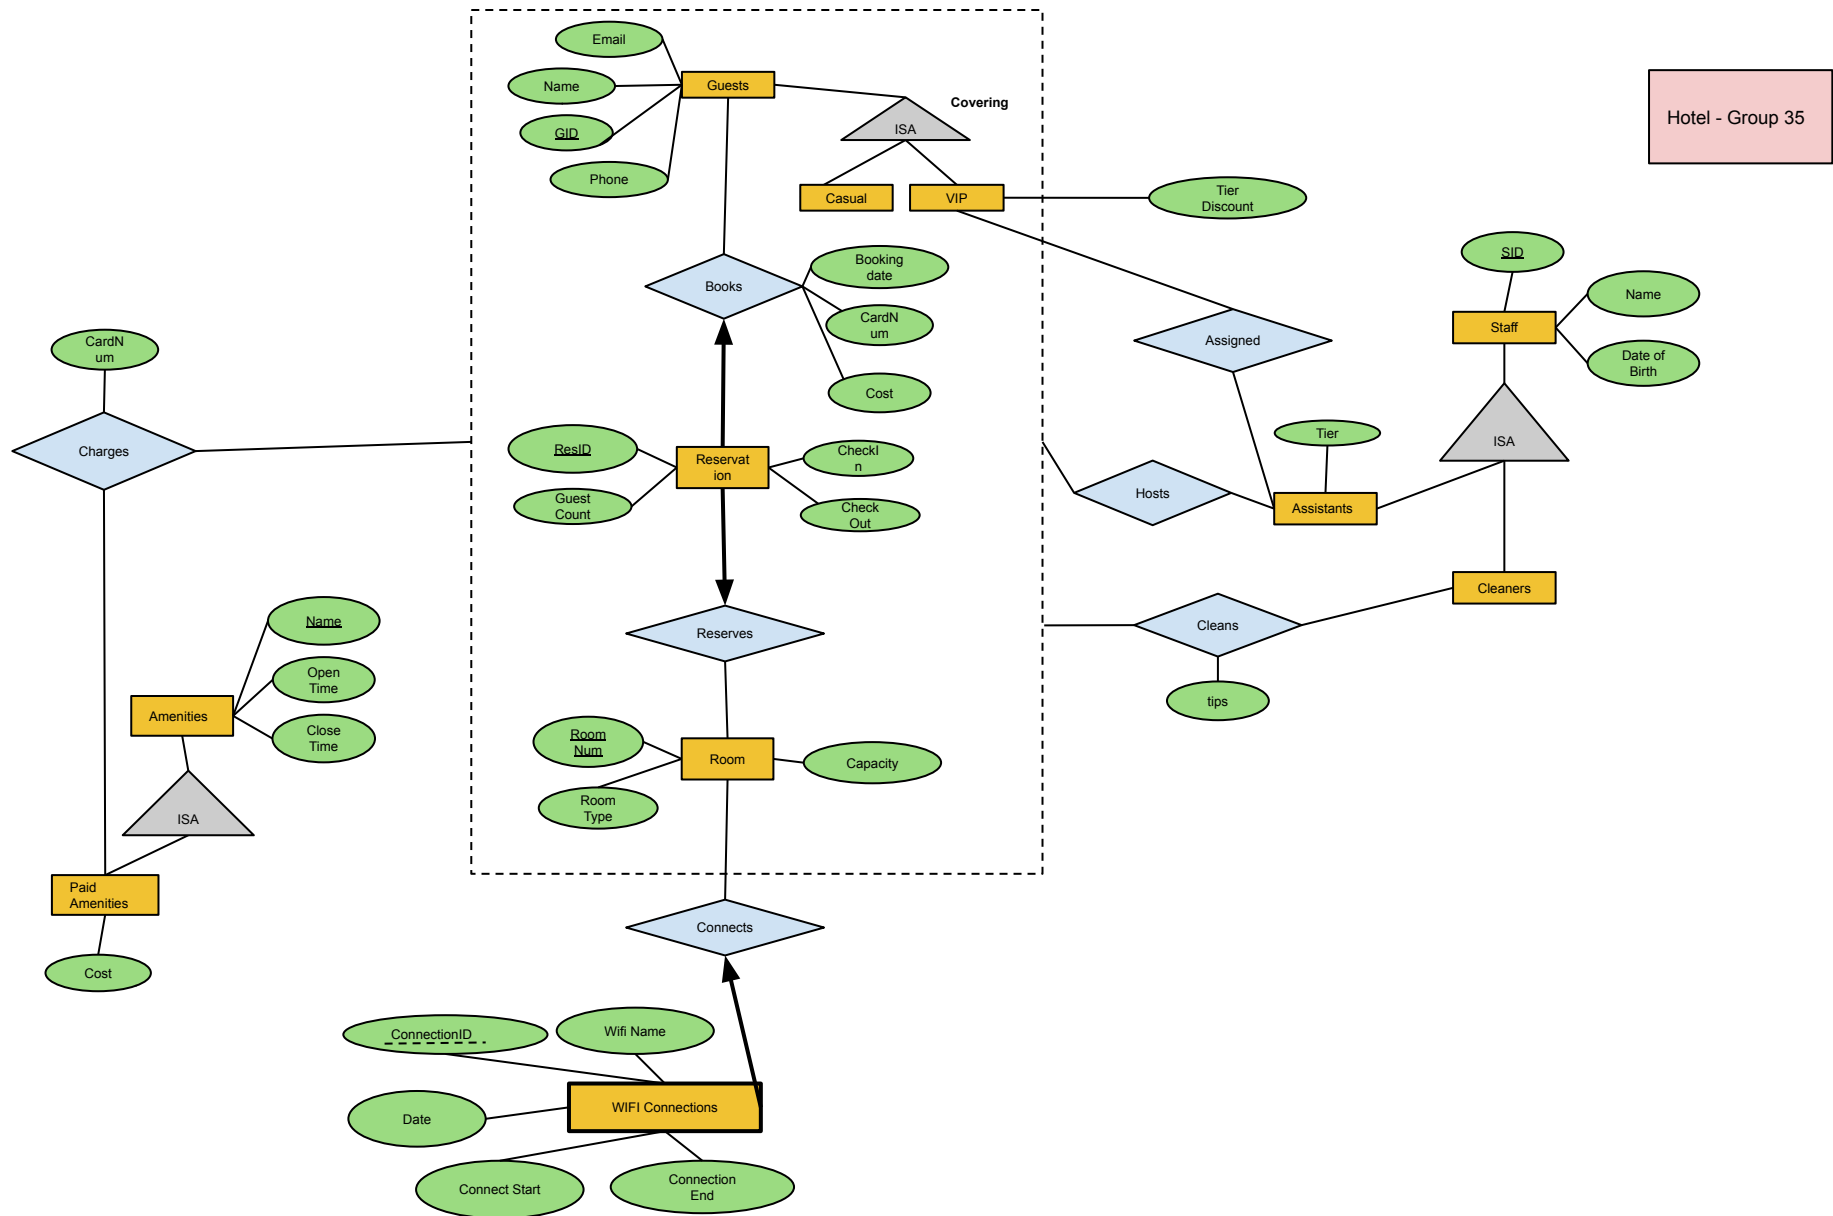 Email
Name
Guests
GID
Phone
Covering
ISA
Casual
VIP
Tier
Discount
Hotel - Group 35
SID
Name
Staff
Date of
Birth
Books
Booking
date
CardN
um
Cost
Assigned
CardN
um
Charges
ResID
Reservat
ion
CheckI
n
Guest
Count
Check
Out
Hosts
Tier
Assistants
ISA
Cleaners
Cleans
tips
Reserves
Name
Amenities
Open
Time
Close
Time
ISA
Room
Num
Room
Capacity
Room
Type
Paid
Amenities
Cost
Connects
ConnectionID
Wifi Name
Date
WIFI Connections
Connect Start
Connection
End